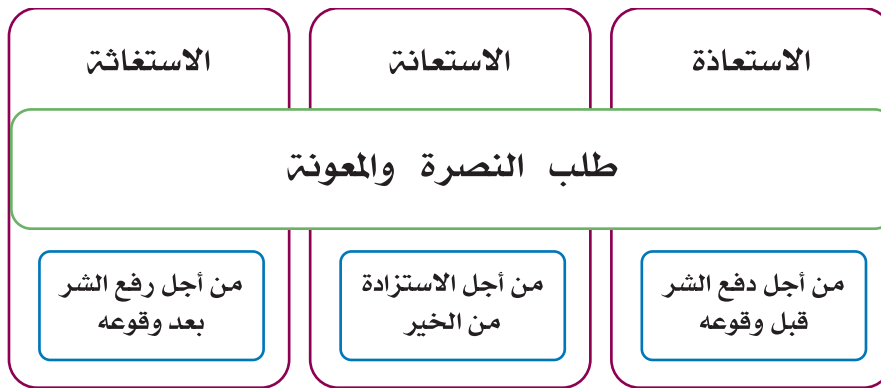 الاستعاذة
الاستعانة
الاستغاثة
طلب النصرة والمعونة
من أجل دفع الشر
قبل وقوعه
من أجل الاستزادة
من الخير
من أجل رفع الشر
بعد وقوعه